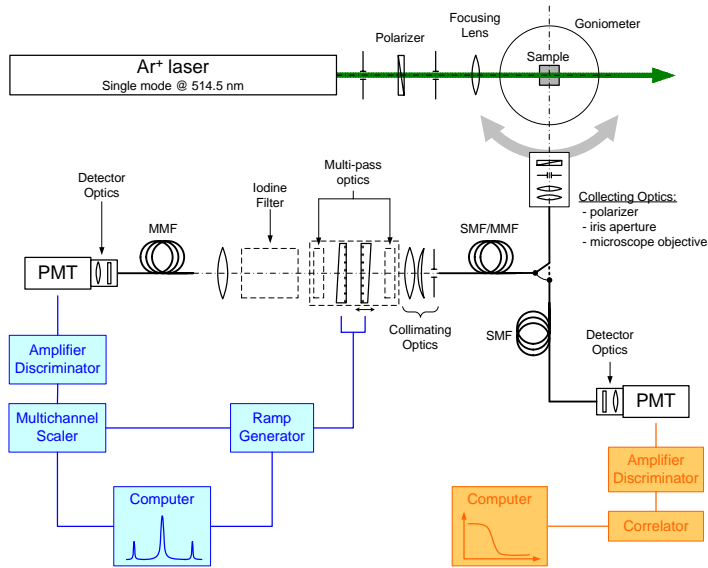 Ar+ laser
Single mode @ 514.5 nm
Polarizer
Focusing
Lens
Goniometer
Sample
Collecting Optics:
- polarizer
- iris aperture
- microscope objective
Detector
Optics
MMF
Iodine
Filter
Multi-pass
optics
SMF/MMF
PMT
Collimating
Optics
SMF
Detector
Optics
PMT
Amplifier
Discriminator
Multichannel
Scaler
Ramp
Generator
Computer
Amplifier
Discriminator
Computer
Correlator